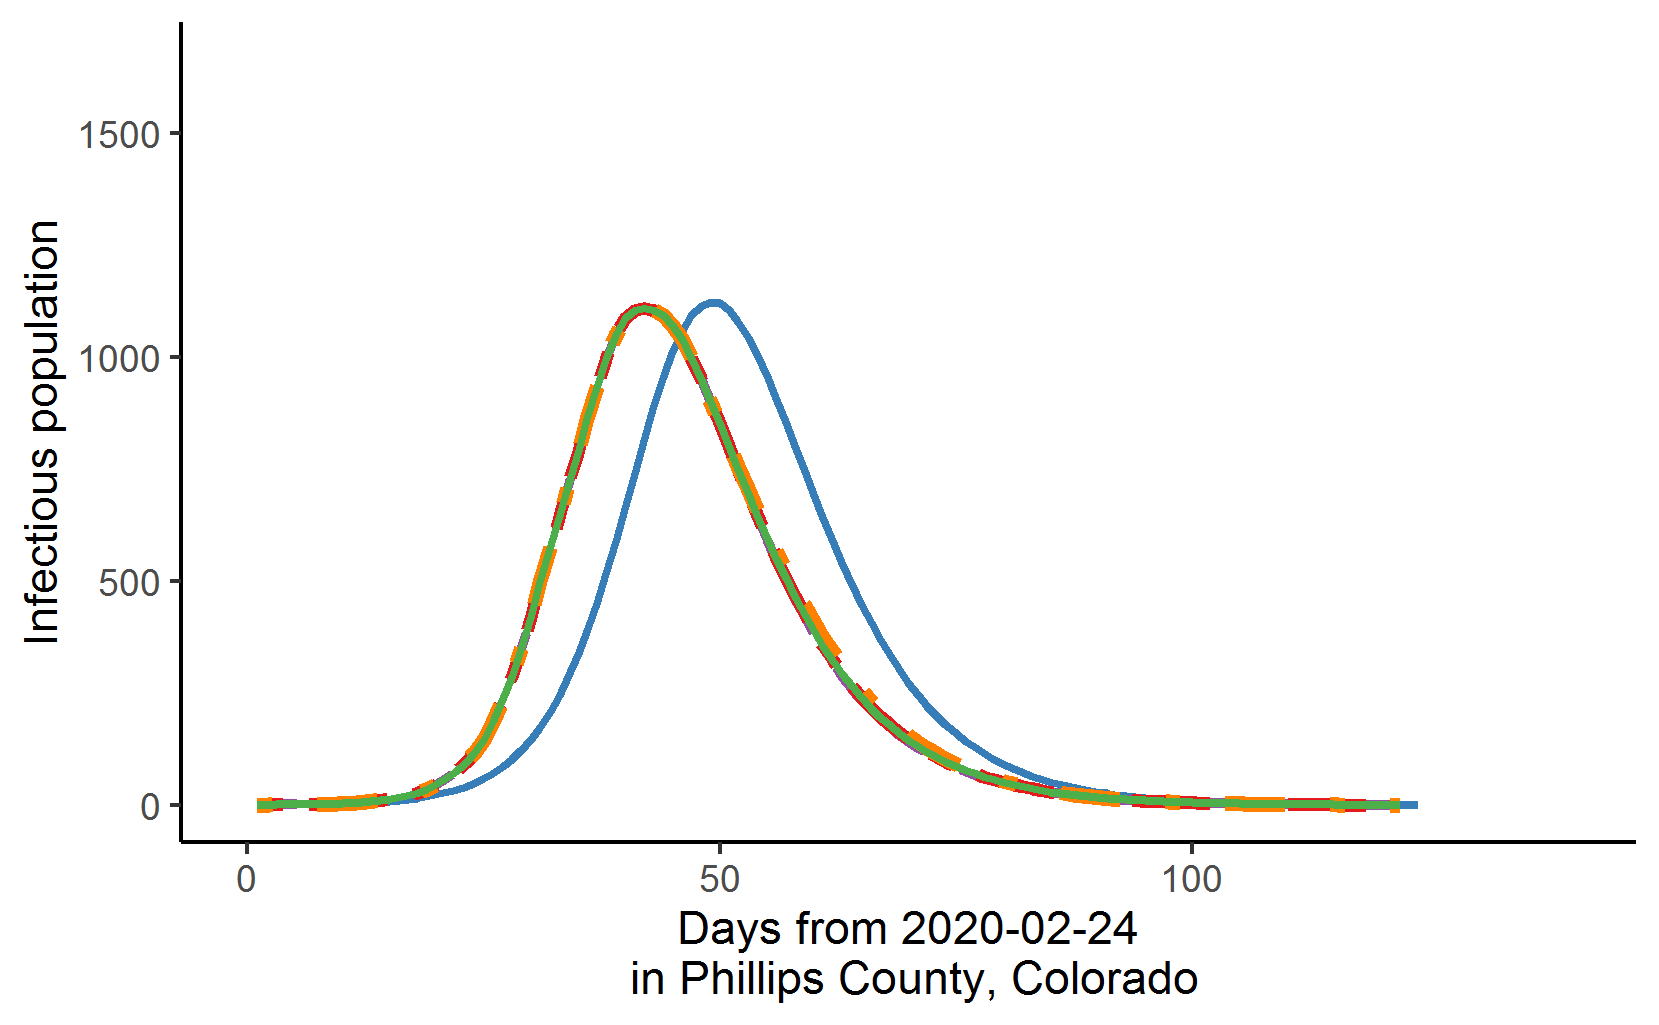 Infectious population
1500
1000
500
0
0 50 100
Days from 2020-02-24
in Phillips County, Colorado